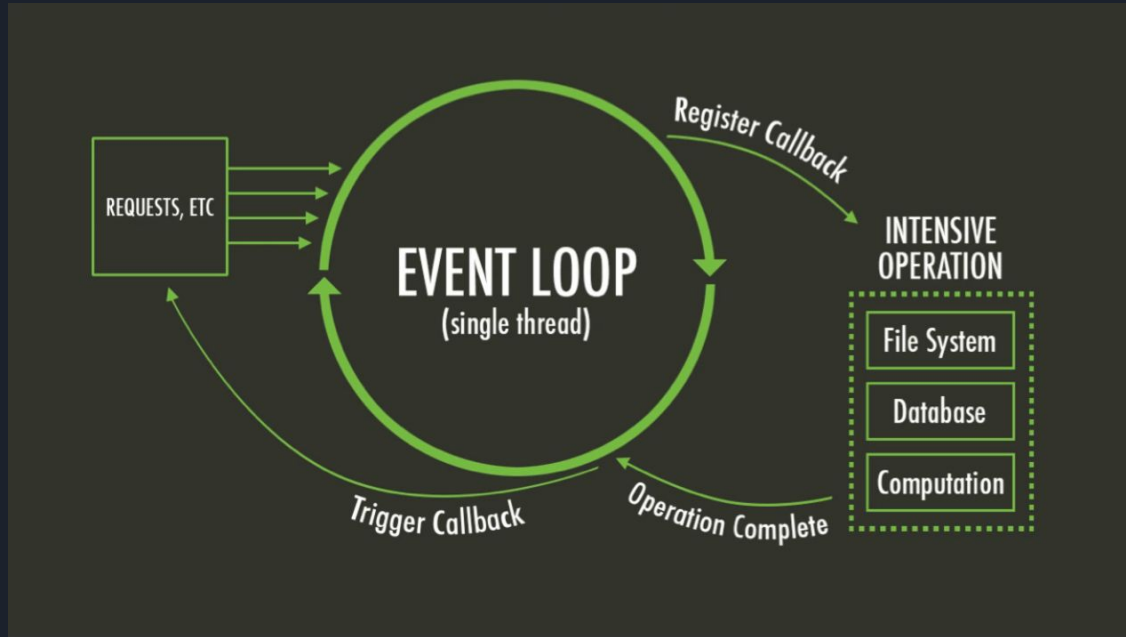 REQUESTS, ETC
EVENT LOOP
(single thread)
Register Callback
INTENSIVE
OPERATION
File System
Database
Computation
Operation Complete
Trigger Callback